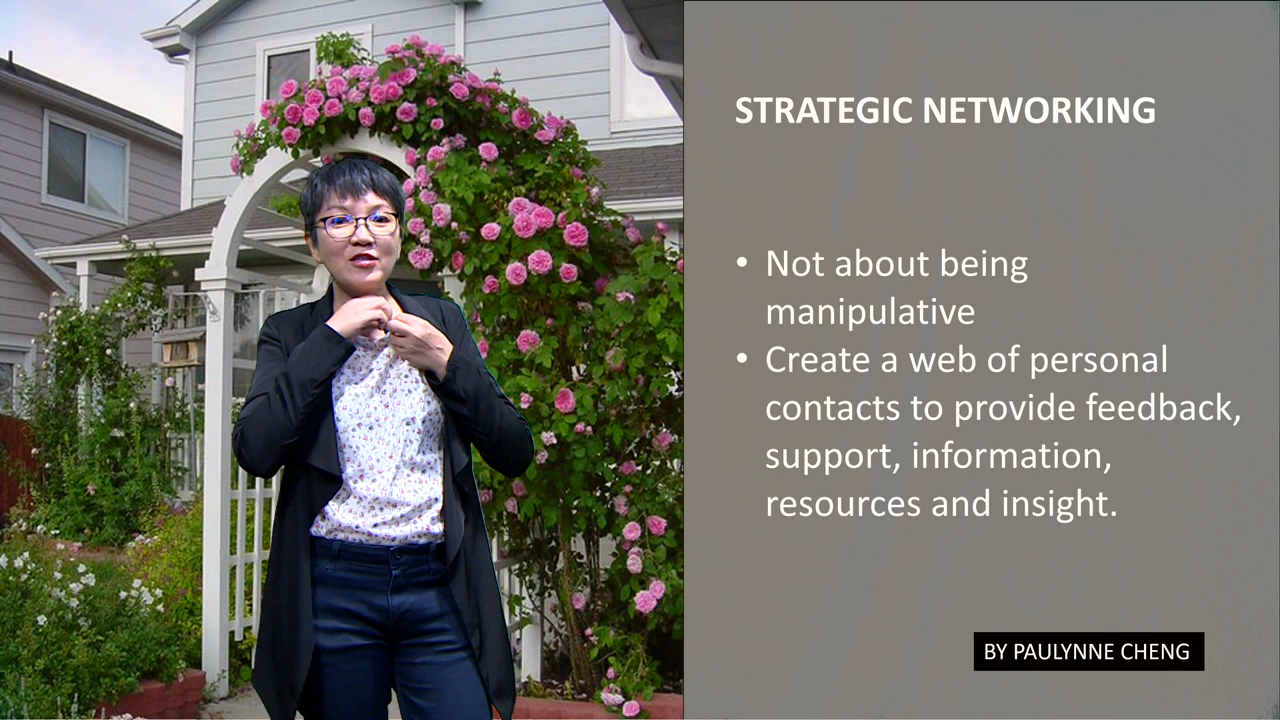 STRATEGIC NETWORKING
• Not about being
manipulative
• Create a web of personal
contacts to provide feedback,
support, information,
resources and insight.
BY PAULYNNE CHENG